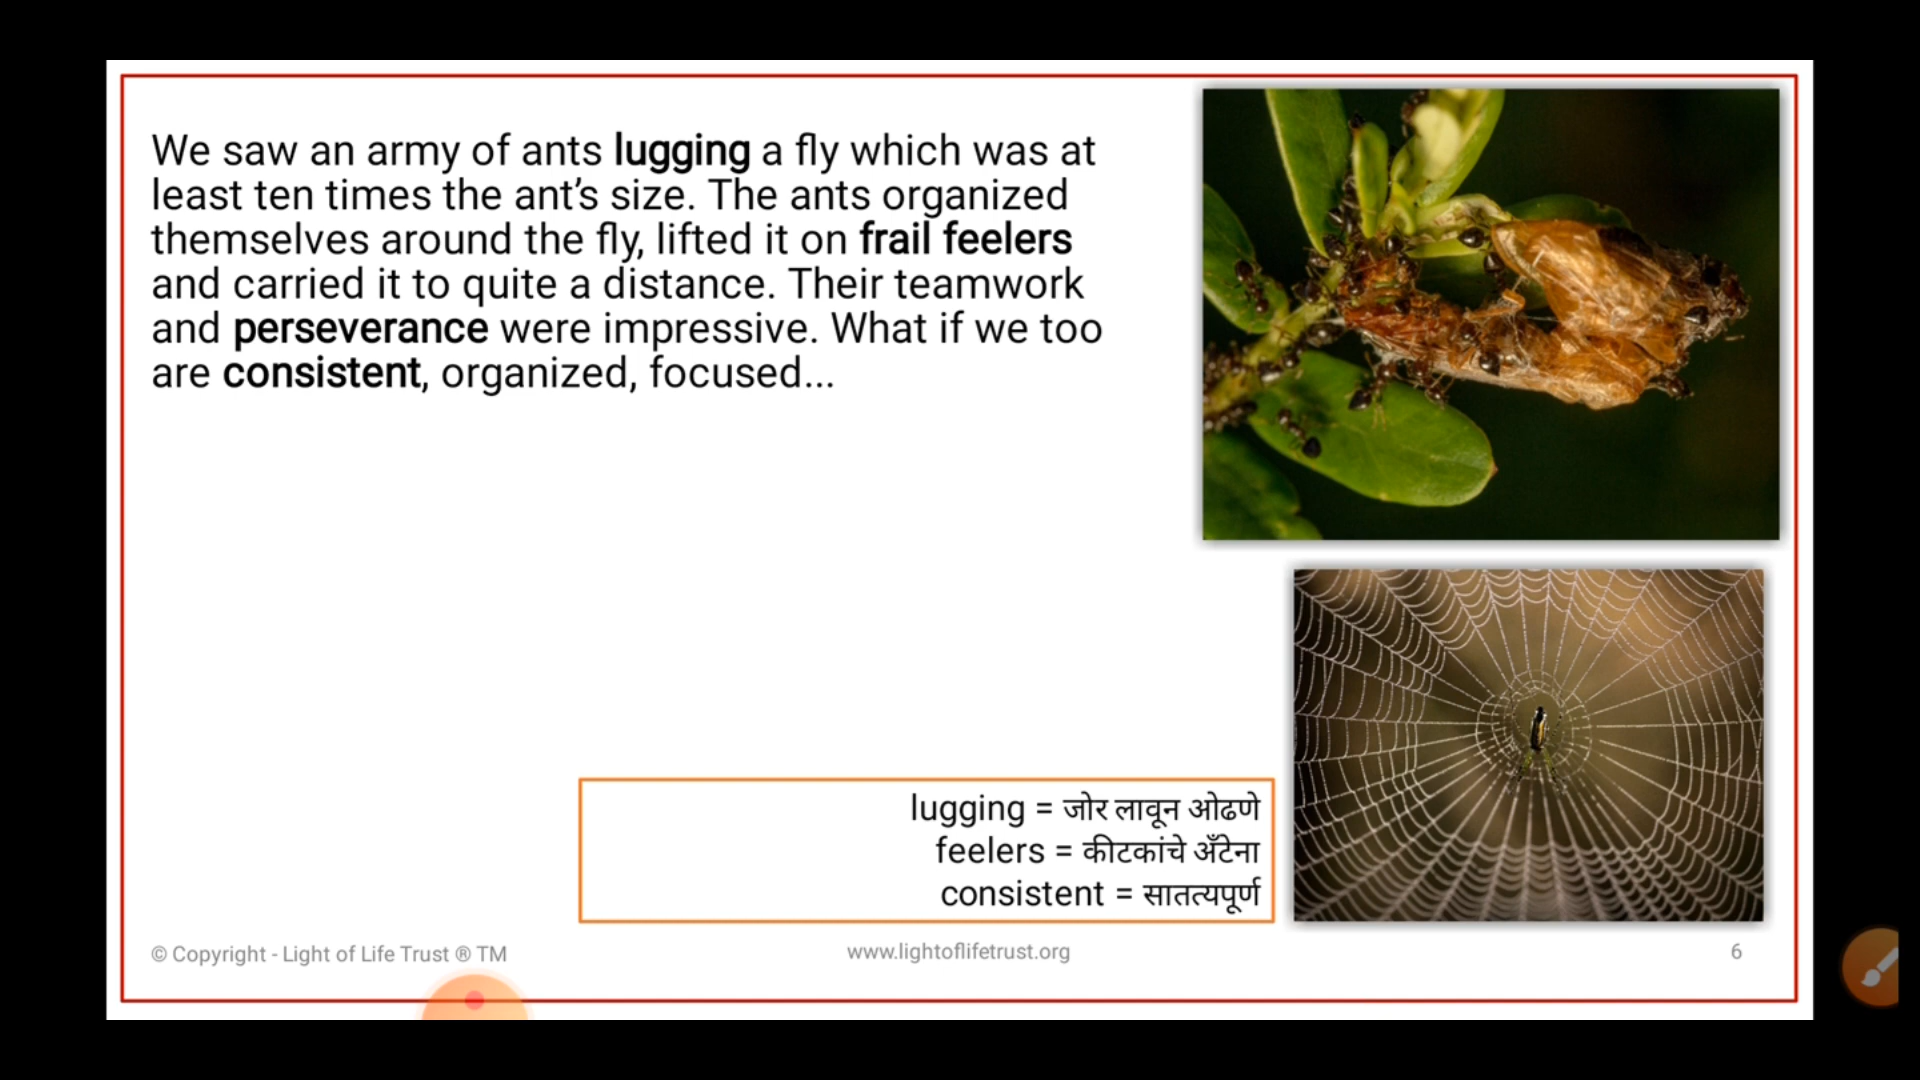 We saw an army of ants lugging a fly which was at
least ten times the ant’s size. The ants organized
themselves around the fly, lifted it on frail feelers
and carried it to quite a distance. Their teamwork
and perseverance were impressive. What if we too
are consistent, organized, focused...
lugging = जोर लावून ओढणे
feelers = कीटकांचे अँटेना
consistent = सातत्यपूर्ण
© Copyright - Light of Life Trust ® TM
www.lightoflifetrust.org
6